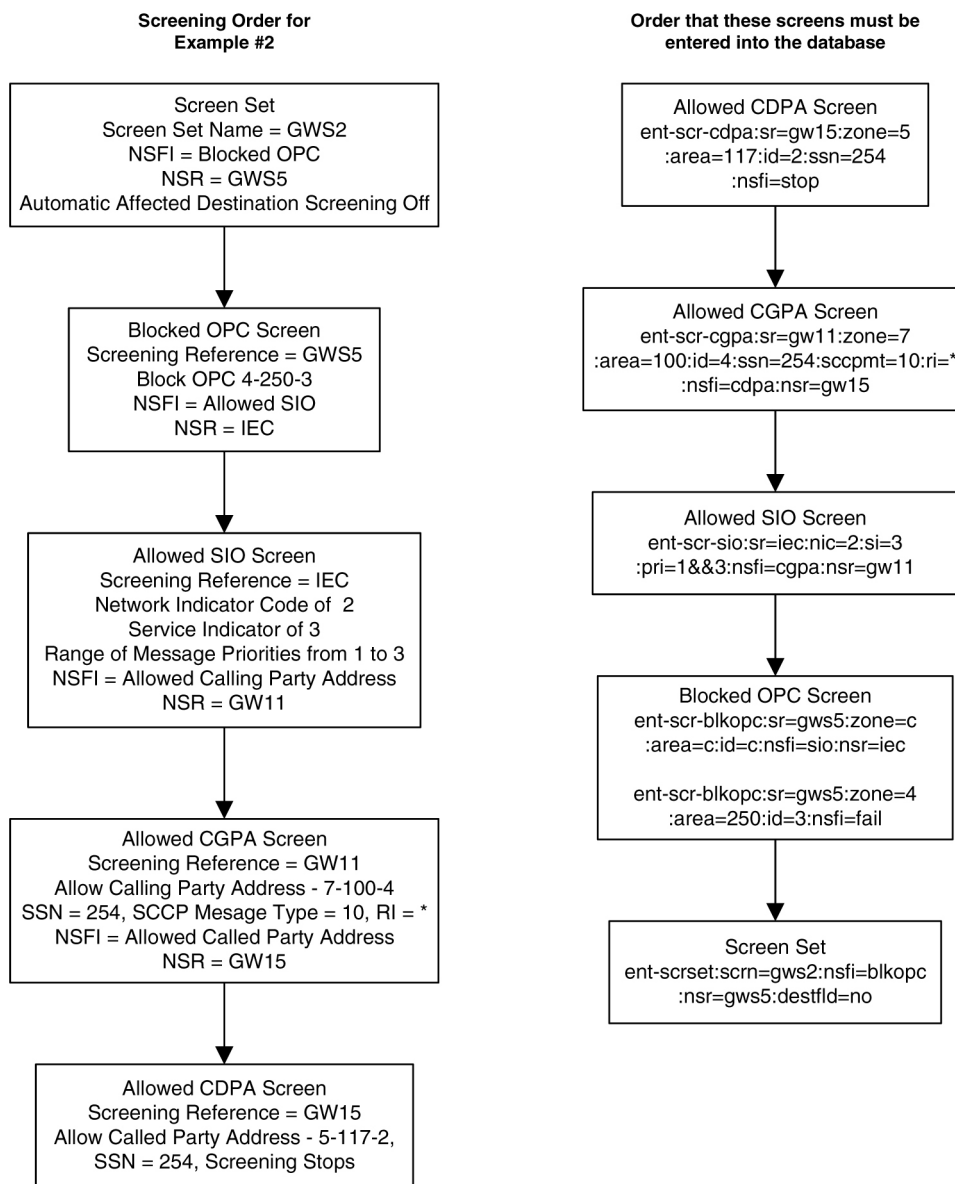 Screening Order for
Example #2
Screen Set
Screen Set Name = GWS2
NSFI = Blocked OPC
NSR = GWS5
Automatic Affected Destination Screening Off
Blocked OPC Screen
Screening Reference = GWS5
Block OPC 4-250-3
NSFI = Allowed SIO
NSR = IEC
Allowed SIO Screen
Screening Reference = IEC
Network Indicator Code of 2
Service Indicator of 3
Range of Message Priorities from 1 to 3
NSFI = Allowed Calling Party Address
NSR = GW11
Allowed CGPA Screen
Screening Reference = GW11
Allow Calling Party Address - 7-100-4
SSN = 254, SCCP Mesage Type = 10, RI = *
NSFI = Allowed Called Party Address
NSR = GW15
Allowed CDPA Screen
Screening Reference = GW15
Allow Called Party Address - 5-117-2,
SSN = 254, Screening Stops
Order that these screens must be
entered into the database
Allowed CDPA Screen
ent-scr-cdpa:sr=gw15:zone=5
:area=117:id=2:ssn=254
:nsfi=stop
Allowed CGPA Screen
ent-scr-cgpa:sr=gw11:zone=7
:area=100:id=4:ssn=254:sccpmt=10:ri=*
:nsfi=cdpa:nsr=gw15
Allowed SIO Screen
ent-scr-sio:sr=iec:nic=2:si=3
:pri=1&&3:nsfi=cgpa:nsr=gw11
Blocked OPC Screen
ent-scr-blkopc:sr=gws5:zone=c
:area=c:id=c:nsfi=sio:nsr=iec
ent-scr-blkopc:sr=gws5:zone=4
:area=250:id=3:nsfi=fail
Screen Set
ent-scrset:scrn=gws2:nsfi=blkopc
:nsr=gws5:destfld=no